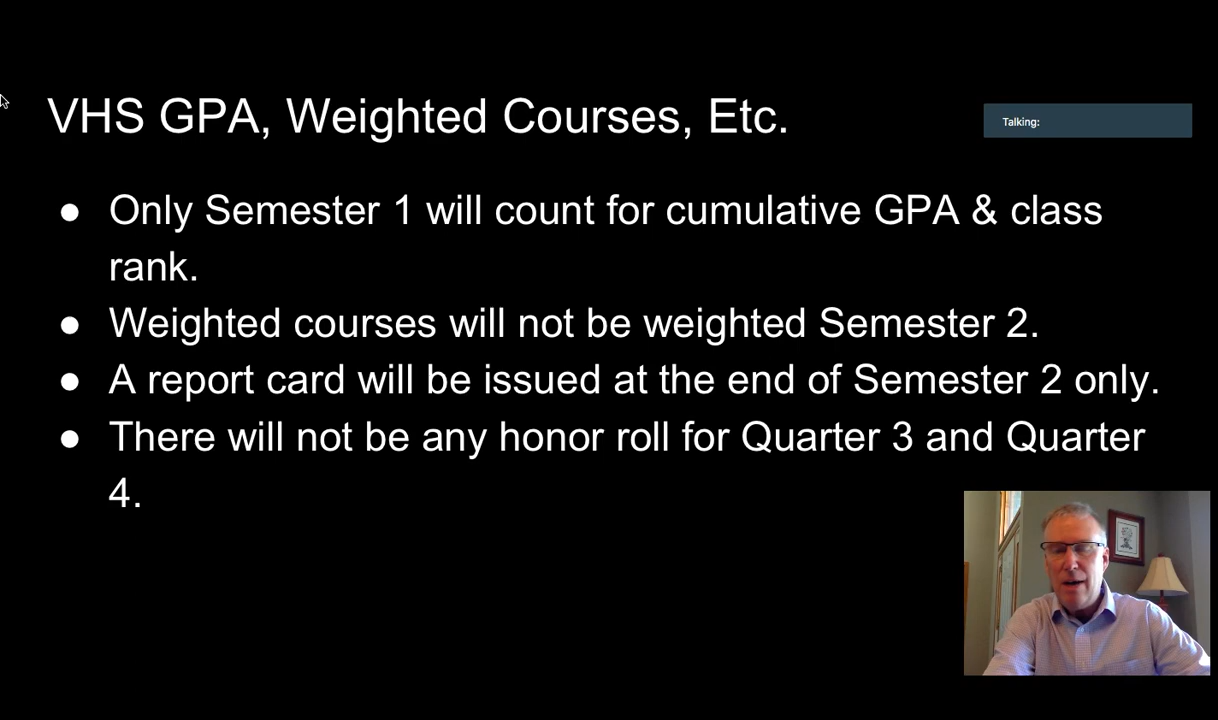 VHS GPA, Weighted Courses, Etc.
Talking:
● Only Semester 1 will count for cumulative GPA & class
rank.
● Weighted courses will not be weighted Semester 2.
● A report card will be issued at the end of Semester 2 only.
● There will not be any honor roll for Quarter 3 and Quarter
4.